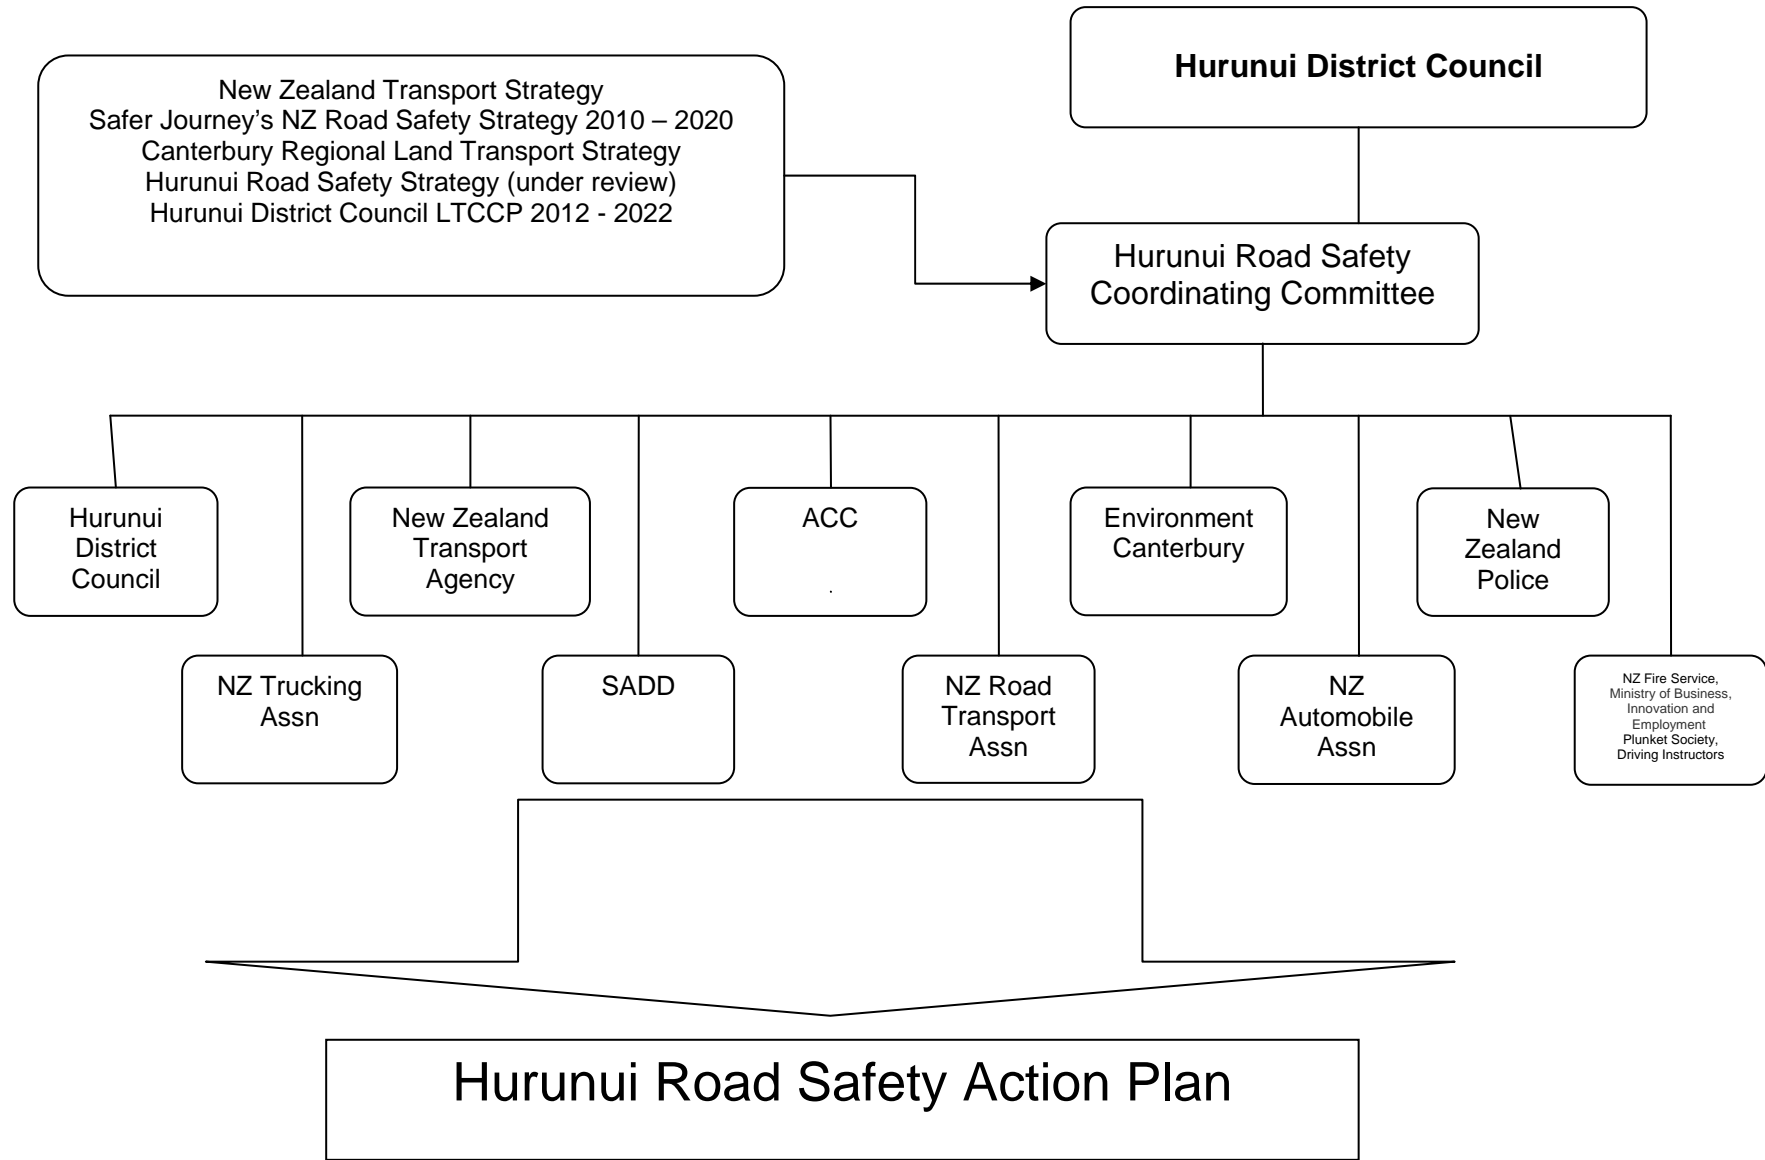 Hurunui District Council
New Zealand Transport Strategy
Safer Journey's NZ Road Safety Strategy 2010 – 2020
Canterbury Regional Land Transport Strategy
Hurunui Road Safety Strategy (under review)
Hurunui District Council LTCCP 2012 - 2022
Hurunui Road Safety
Coordinating Committee
Hurunui
District
Council
New Zealand
Transport
Agency
ACC
.
Environment
Canterbury
New
Zealand
Police
NZ Trucking
Assn
SADD
NZ Road
Transport
Assn
NZ
Automobile
Assn
NZ Fire Service,
Ministry of Business,
Innovation and
Employment
Plunket Society,
Driving Instructors
Hurunui Road Safety Action Plan